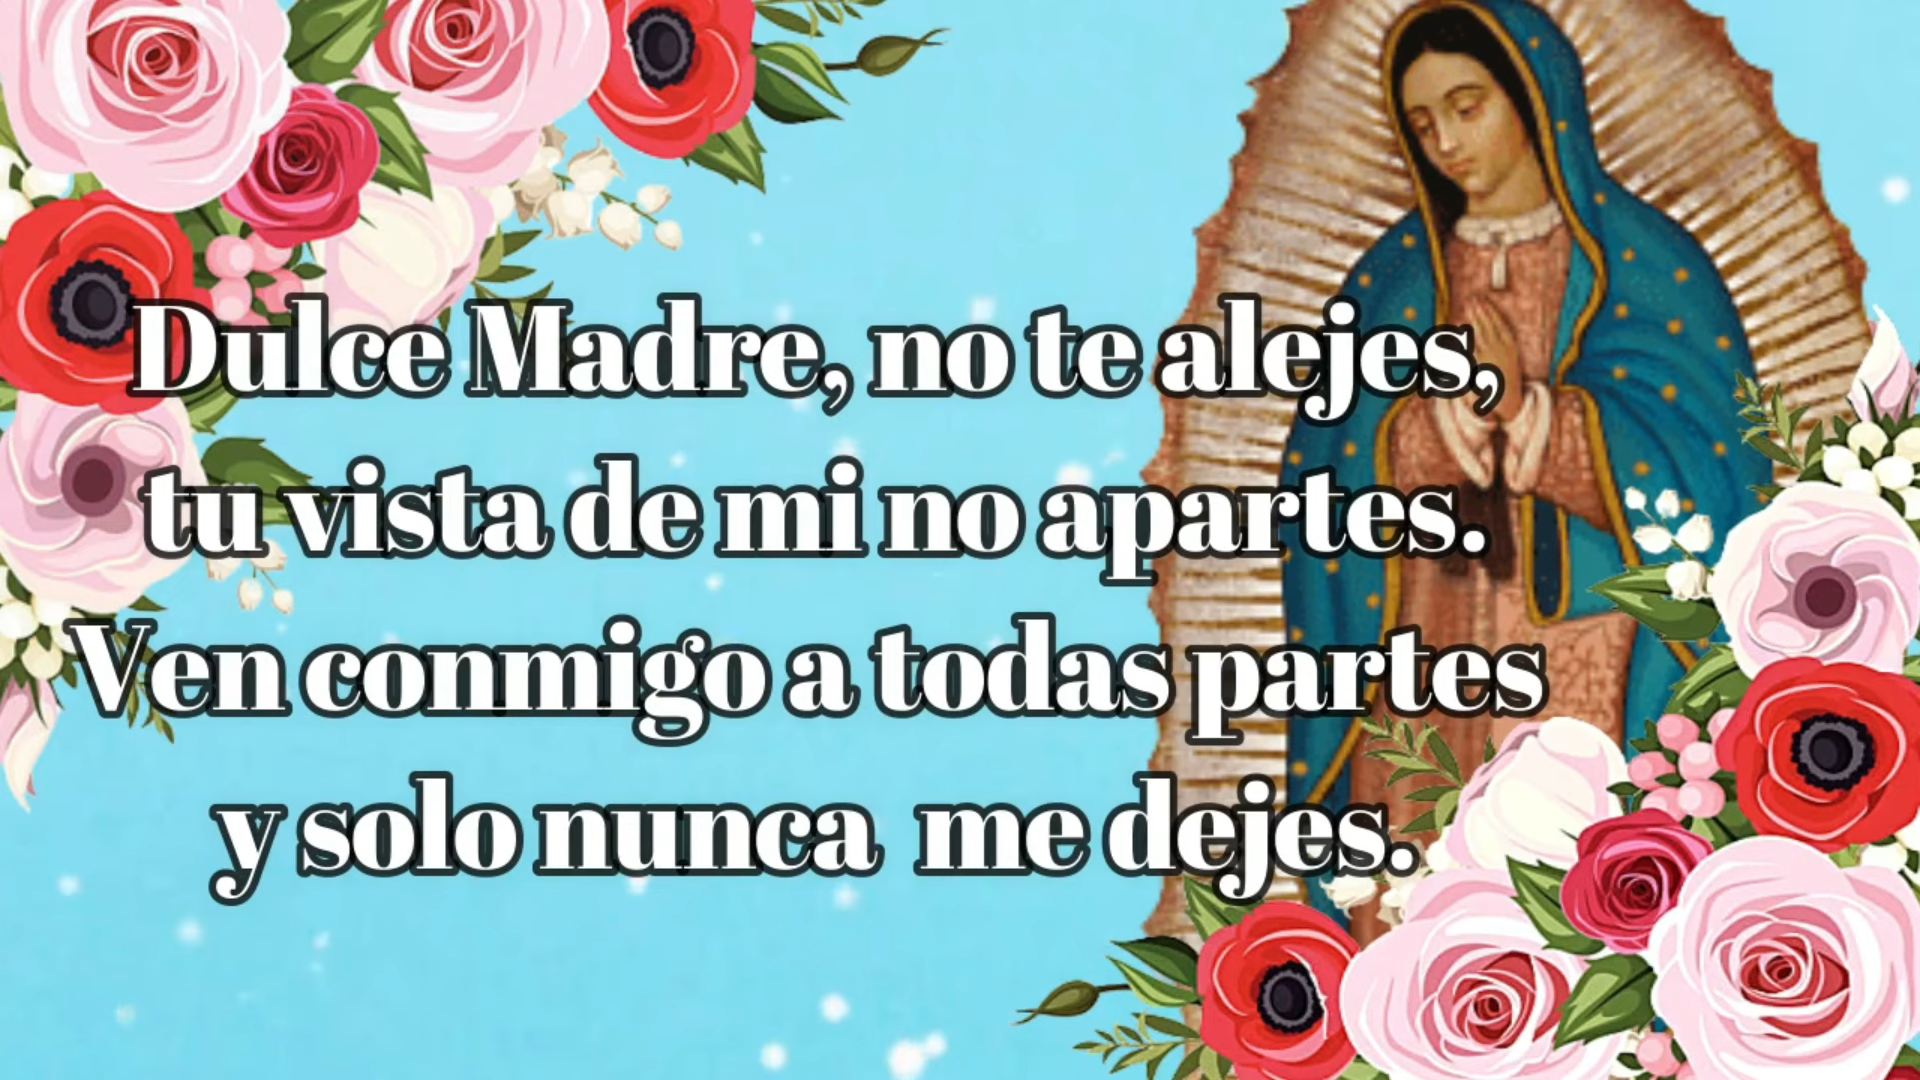 Dulce Madre, no te alejes,
tu vista de mi no apartes.
Ven conmigo a todas partes
y solo nunca me dejes.